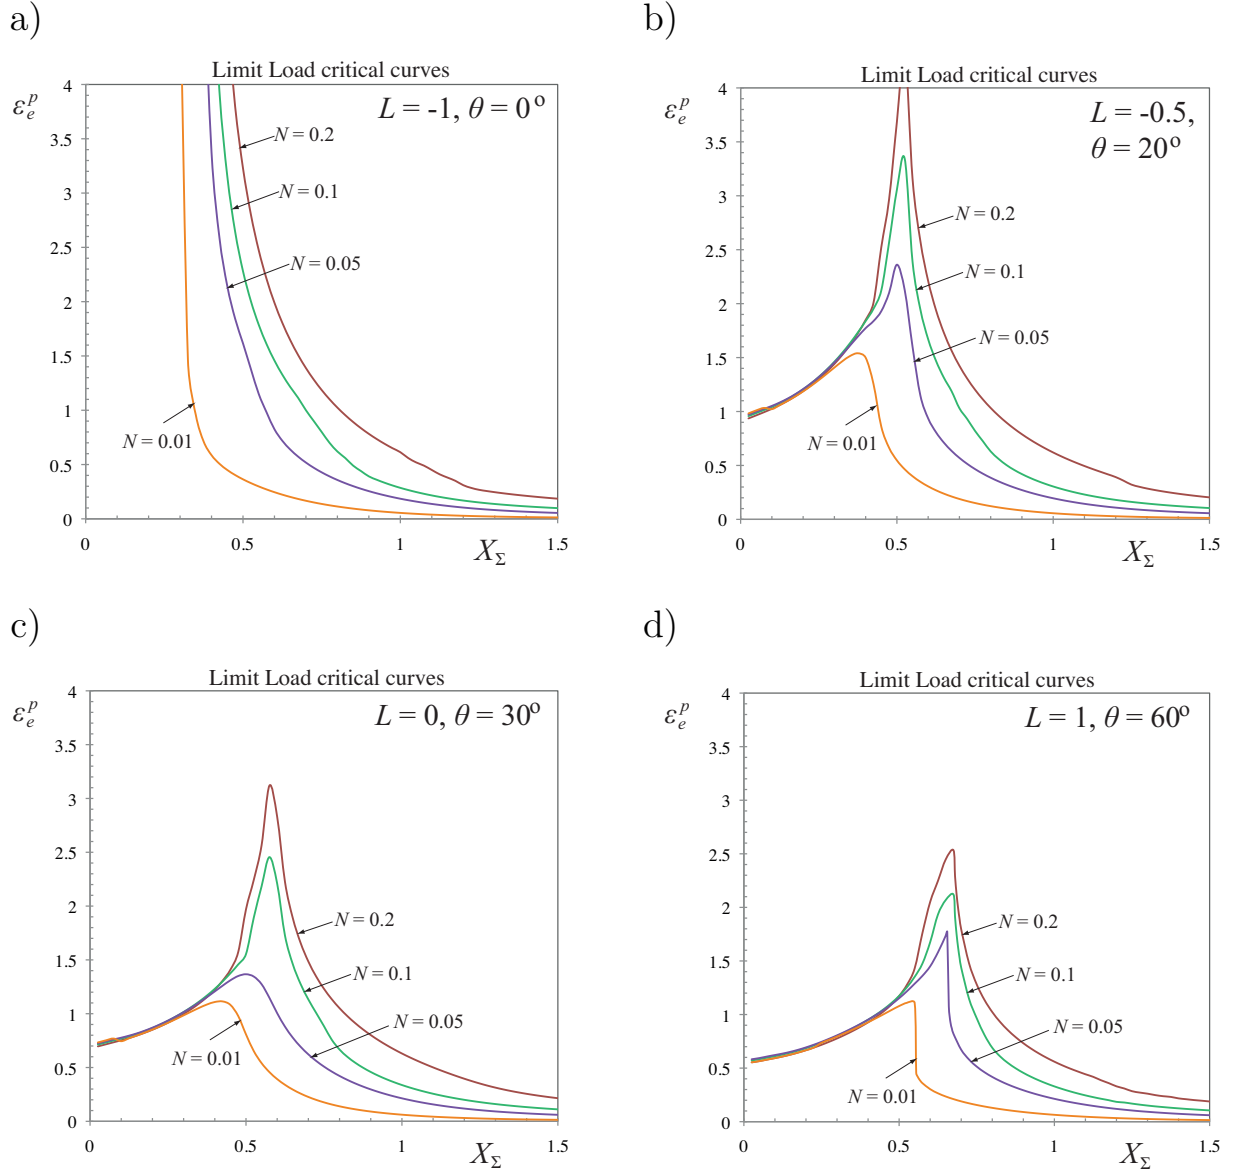 a)
Limit Load critical curves
ε_e^p
L = -1, θ = 0°
4
3.5
3
2.5
2
1.5
1
0.5
0
N = 0.2
N = 0.1
N = 0.05
N = 0.01
0 0.5 1 1.5
X_Σ
b)
Limit Load critical curves
ε_e^p
L = -0.5,
θ = 20°
4
3.5
3
2.5
2
1.5
1
0.5
0
N = 0.2
N = 0.1
N = 0.05
N = 0.01
0 0.5 1 1.5
X_Σ
c)
Limit Load critical curves
ε_e^p
L = 0, θ = 30°
4
3.5
3
2.5
2
1.5
1
0.5
0
N = 0.2
N = 0.1
N = 0.05
N = 0.01
0 0.5 1 1.5
X_Σ
d)
Limit Load critical curves
ε_e^p
L = 1, θ = 60°
4
3.5
3
2.5
2
1.5
1
0.5
0
N = 0.2
N = 0.1
N = 0.05
N = 0.01
0 0.5 1 1.5
X_Σ